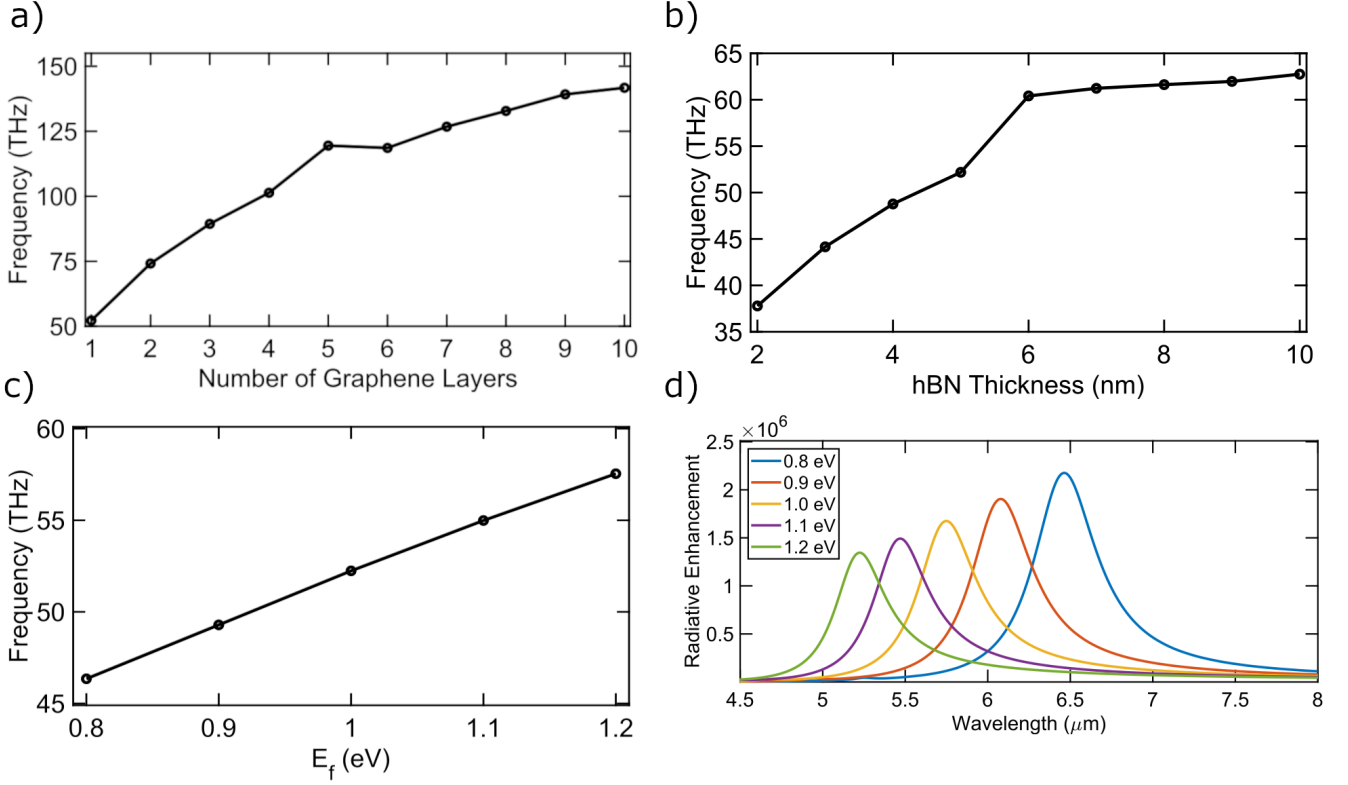 a)
150
125
100
75
50
Frequency (THz)
1 2 3 4 5 6 7 8 9 10
Number of Graphene Layers
b)
65
60
55
50
45
40
35
Frequency (THz)
2 4 6 8 10
hBN Thickness (nm)
c)
60
55
50
45
Frequency (THz)
0.8 0.9 1 1.1 1.2
E_f (eV)
d)
×10^6
2.5
2
1.5
1
0.5
Radiative Enhancement
0.8 eV
0.9 eV
1.0 eV
1.1 eV
1.2 eV
4.5 5 5.5 6 6.5 7 7.5 8
Wavelength (μm)